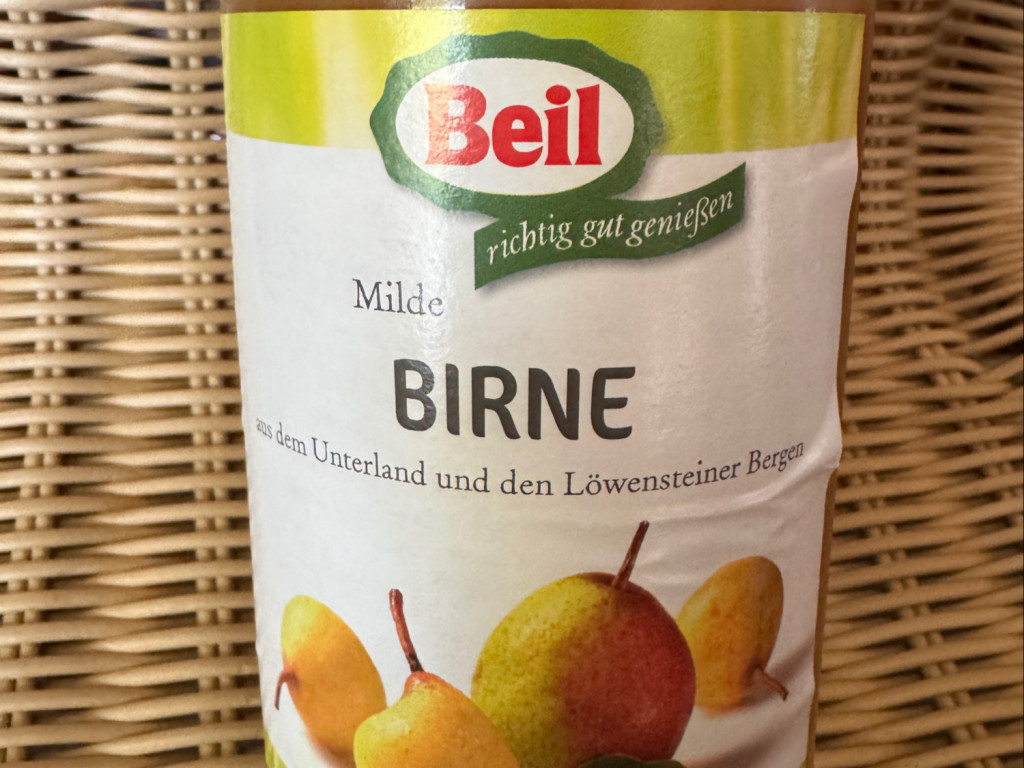 Beil
richtig gut genießen
Milde
BIRNE
aus dem Unterland und den Löwensteiner Bergen